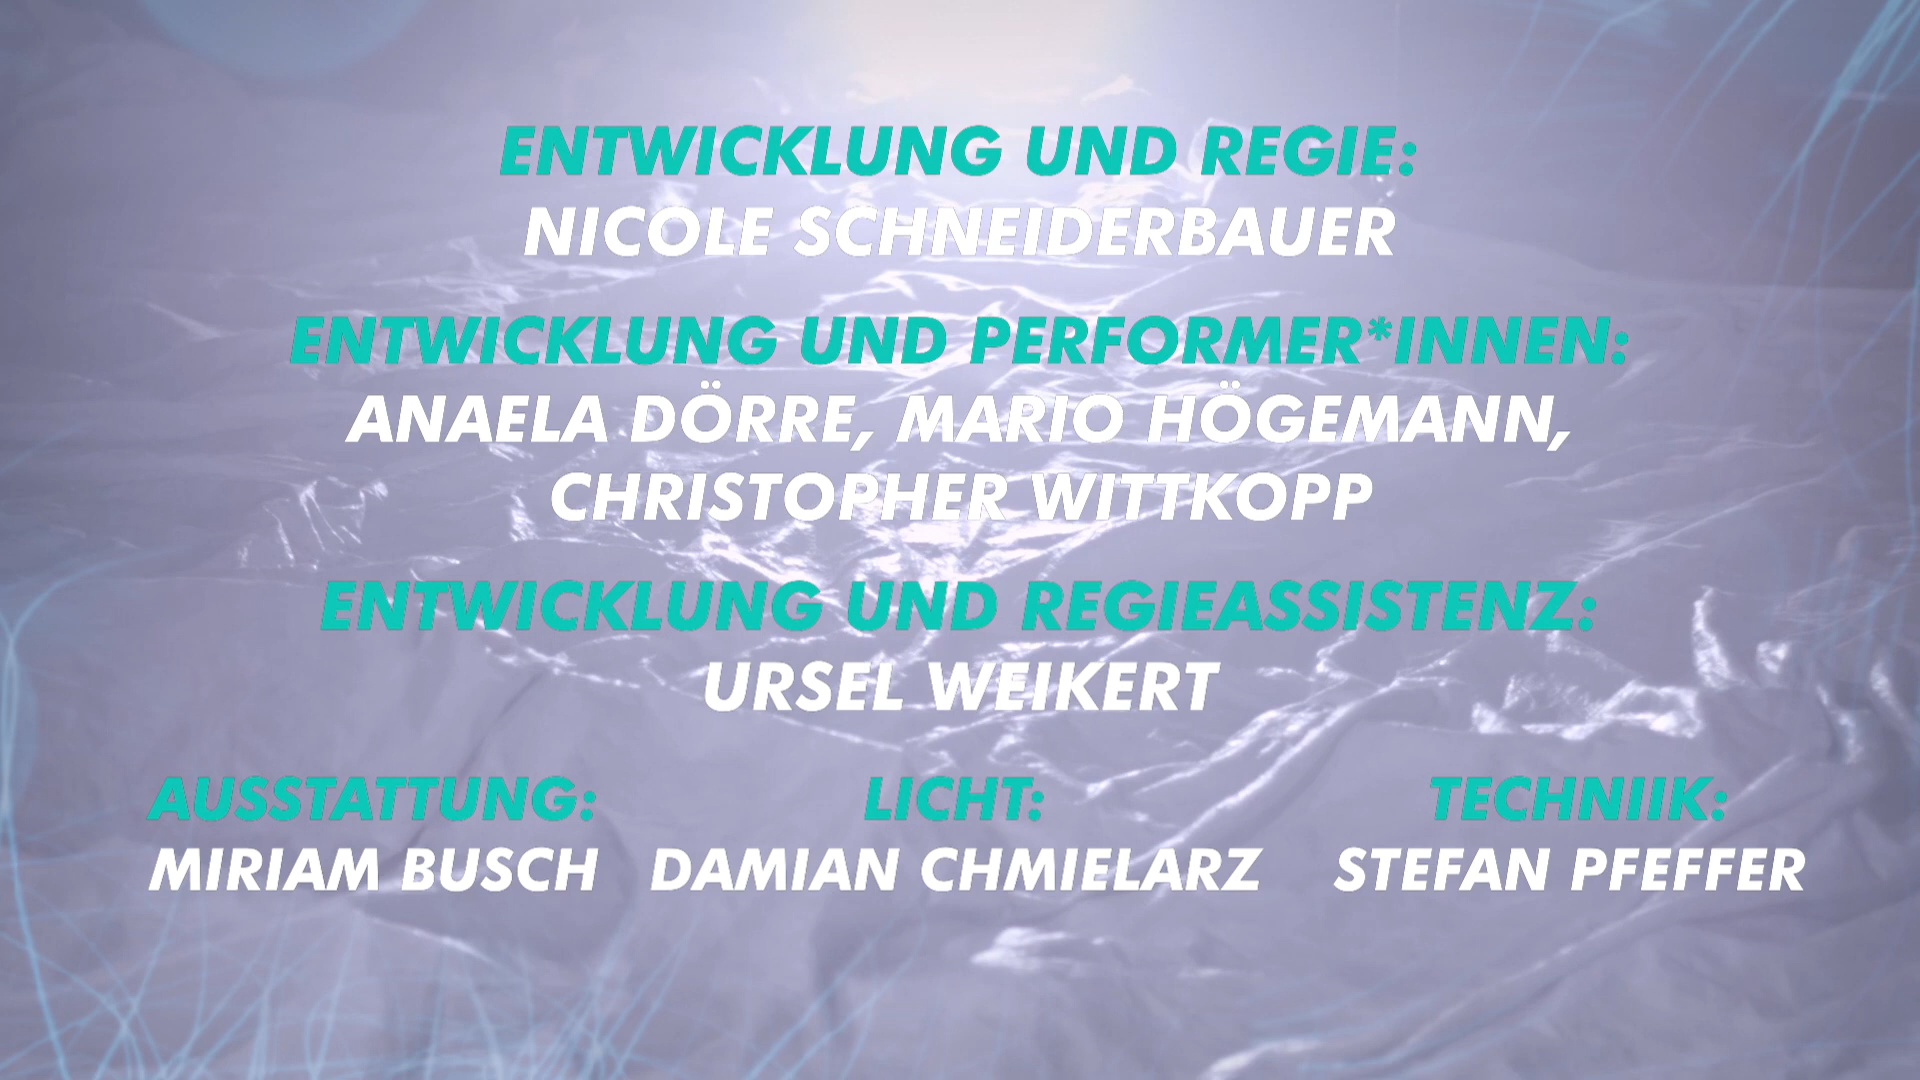 ENTWICKLUNG UND REGIE:
NICOLE SCHNEIDERBAUER
ENTWICKLUNG UND PERFORMER*INNEN:
ANAELA DÖRRE, MARIO HÖGEMANN,
CHRISTOPHER WITTKOPP
ENTWICKLUNG UND REGIEASSISTENZ:
URSEL WEIKERT
AUSSTATTUNG:
MIRIAM BUSCH
LICHT:
DAMIAN CHMIELARZ
TECHNIIK:
STEFAN PFEFFER